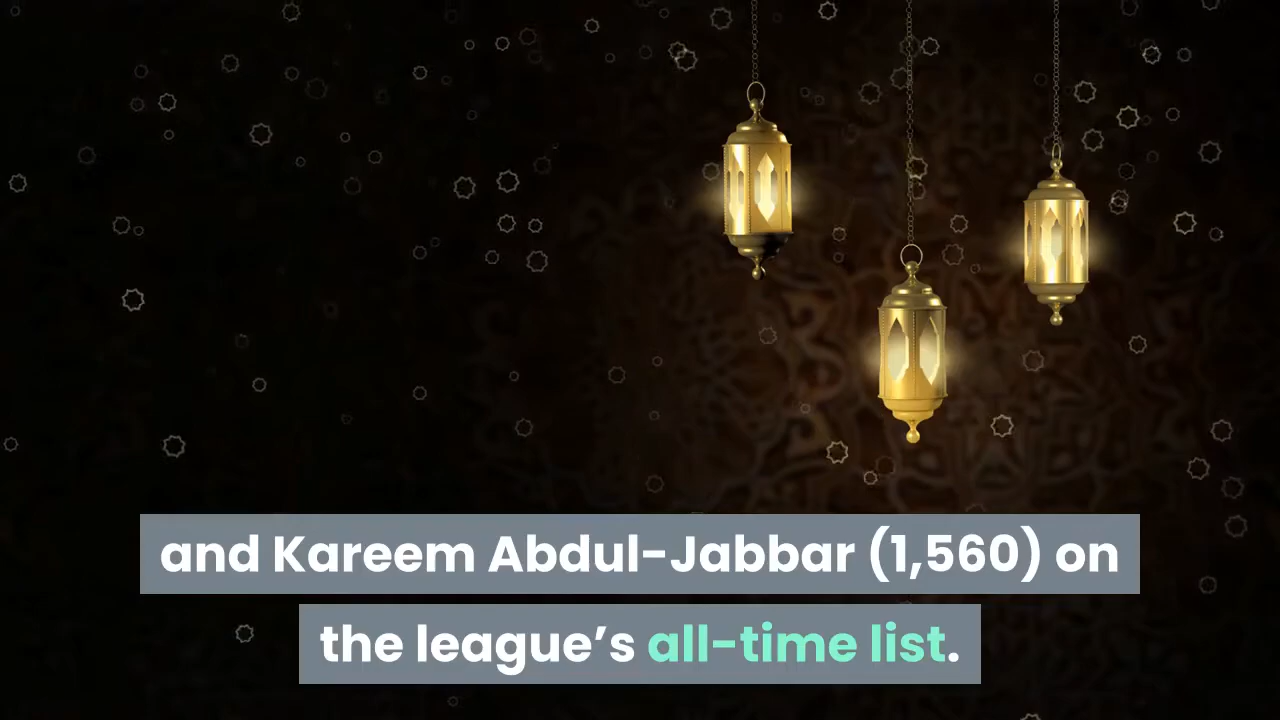 and Kareem Abdul-Jabbar (1,560) on
the league’s all-time list.